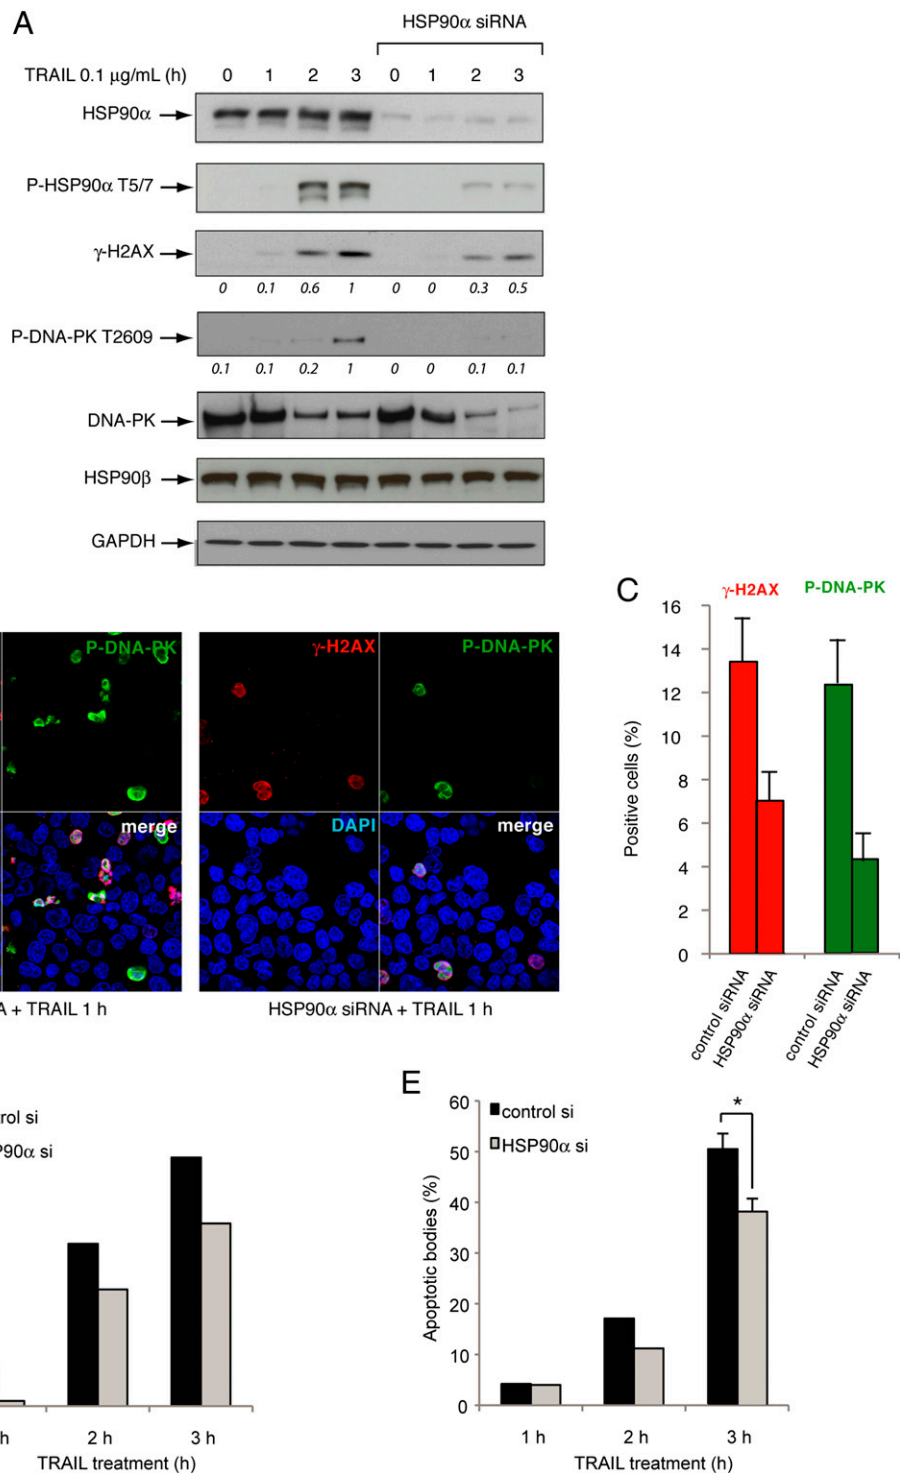 A
HSP90α siRNA
TRAIL 0.1 μg/mL (h) 0 1 2 3 0 1 2 3
HSP90α
P-HSP90α T5/7
γ-H2AX
0 0.1 0.6 1 0 0 0.3 0.5
P-DNA-PK T2609
0.1 0.1 0.2 1 0 0 0.1 0.1
DNA-PK
HSP90β
GAPDH
P-DNA-PK
merge
A + TRAIL 1 h
γ-H2AX
P-DNA-PK
DAPI
merge
HSP90α siRNA + TRAIL 1 h
C
γ-H2AX P-DNA-PK
Positive cells (%)
16
14
12
10
8
6
4
2
0
control siRNA
HSP90α siRNA
control siRNA
HSP90α siRNA
rol si
90α si
h 2 h 3 h
TRAIL treatment (h)
E
control si
HSP90α si
*
Apoptotic bodies (%)
60
50
40
30
20
10
0
1 h 2 h 3 h
TRAIL treatment (h)